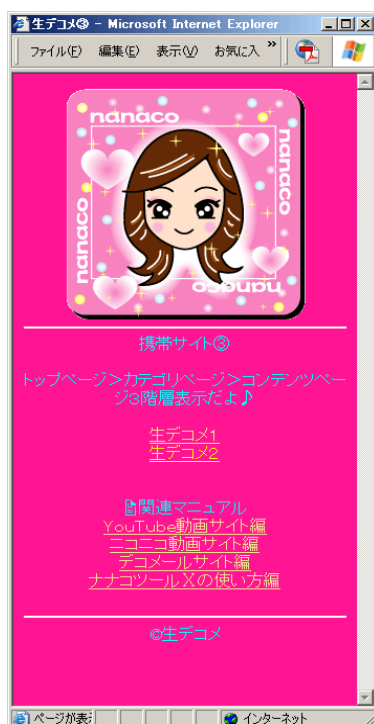 生デコメ③ - Microsoft Internet Explorer
ファイル(F) 編集(E) 表示(V) お気に入 »
nanaco
nanaco
nanaco
nanaco
携帯サイト③
トップページ>カテゴリページ>コンテンツペー
ジ3階層表示だよ♪
生デコメ1
生デコメ2
関連マニュアル
YouTube動画サイト編
ニコニコ動画サイト編
デコメールサイト編
ナナコツールXの使い方編
©生デコメ
ページが表示
インターネット